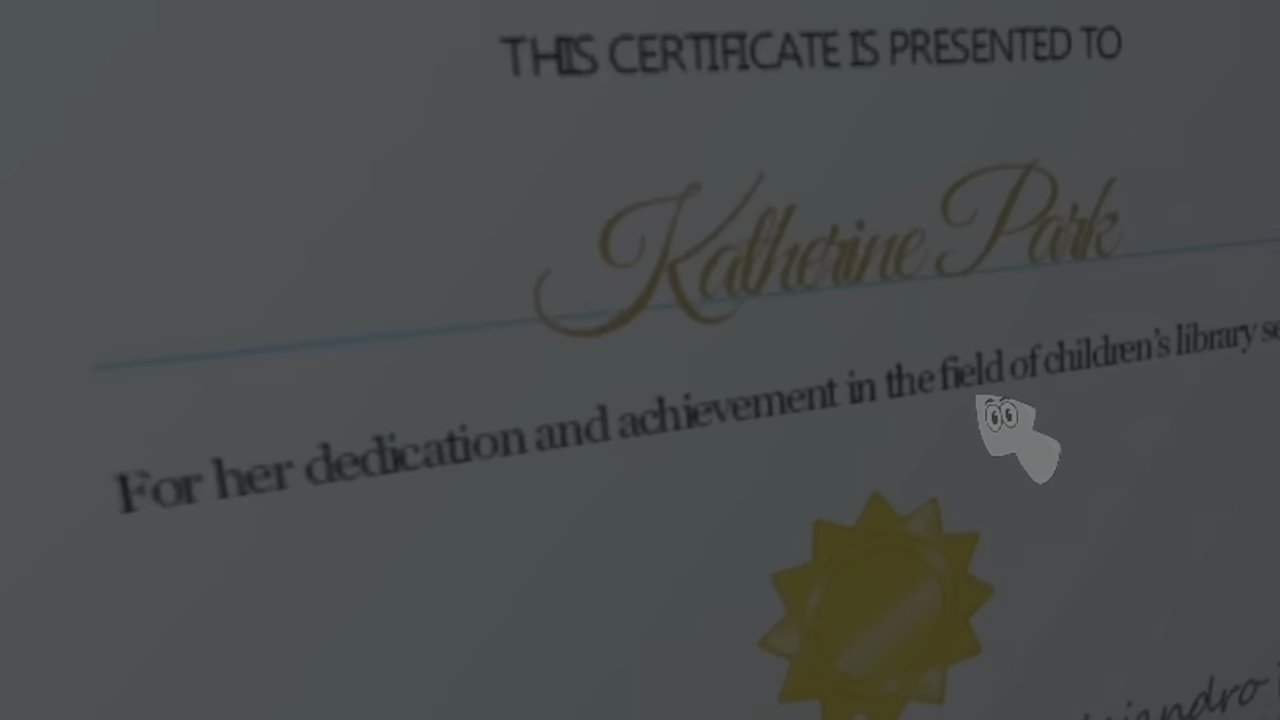 THIS CERTIFICATE IS PRESENTED TO
Katherine Park
For her dedication and achievement in the field of children's library